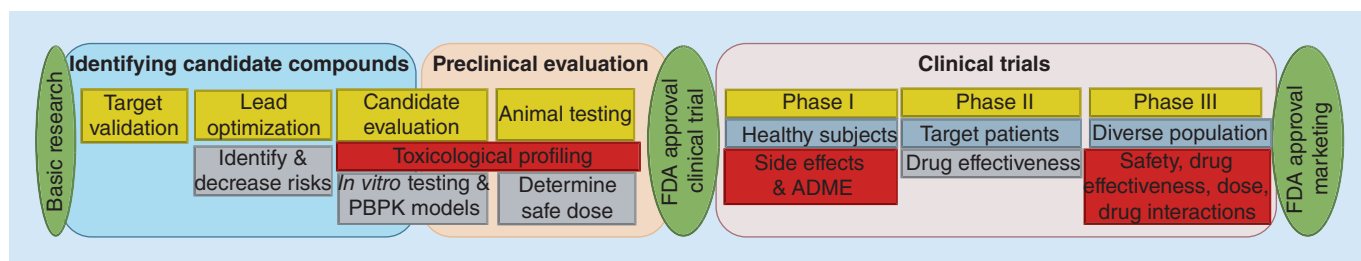 Basic research
Identifying candidate compounds
Target
validation
Lead
optimization
Identify &
decrease risks
Candidate
evaluation
Preclinical evaluation
Animal testing
Toxicological profiling
In vitro testing &
PBPK models
Determine
safe dose
FDA approval
clinical trial
Clinical trials
Phase I
Healthy subjects
Side effects
& ADME
Phase II
Target patients
Drug effectiveness
Phase III
Diverse population
Safety, drug
effectiveness, dose,
drug interactions
FDA approval
marketing